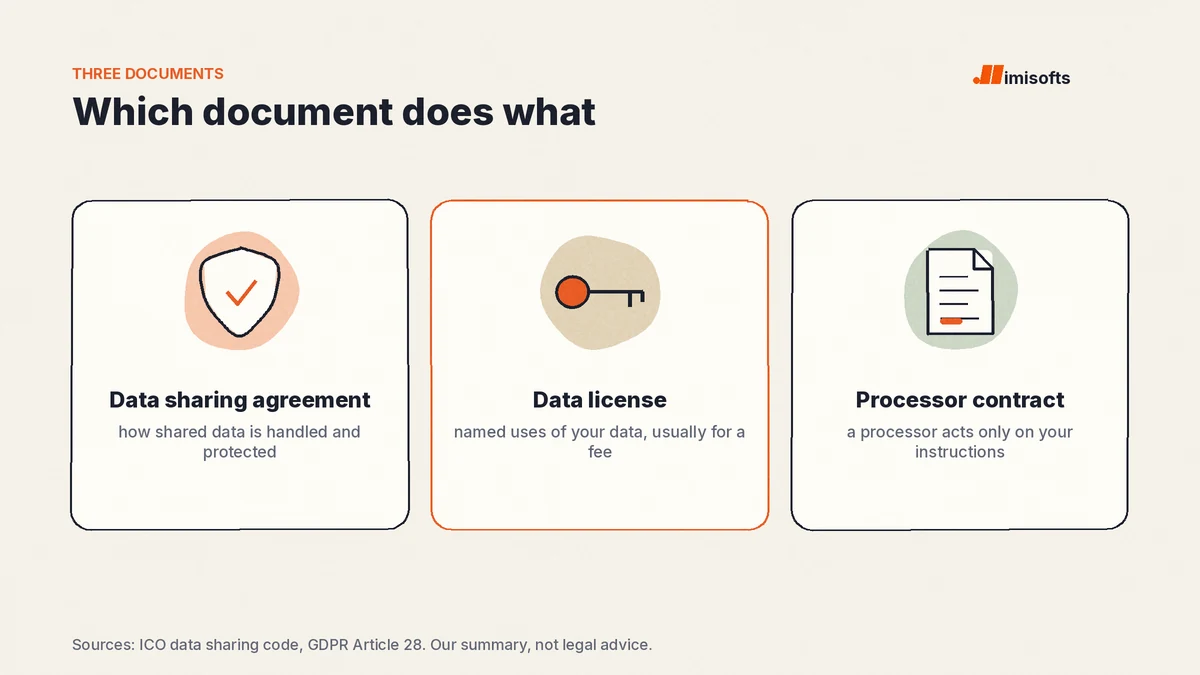 THREE DOCUMENTS
Which document does what
imisofts
Data sharing agreement
how shared data is handled and
protected
Data license
named uses of your data, usually for a
fee
Processor contract
a processor acts only on your
instructions
Sources: ICO data sharing code, GDPR Article 28. Our summary, not legal advice.